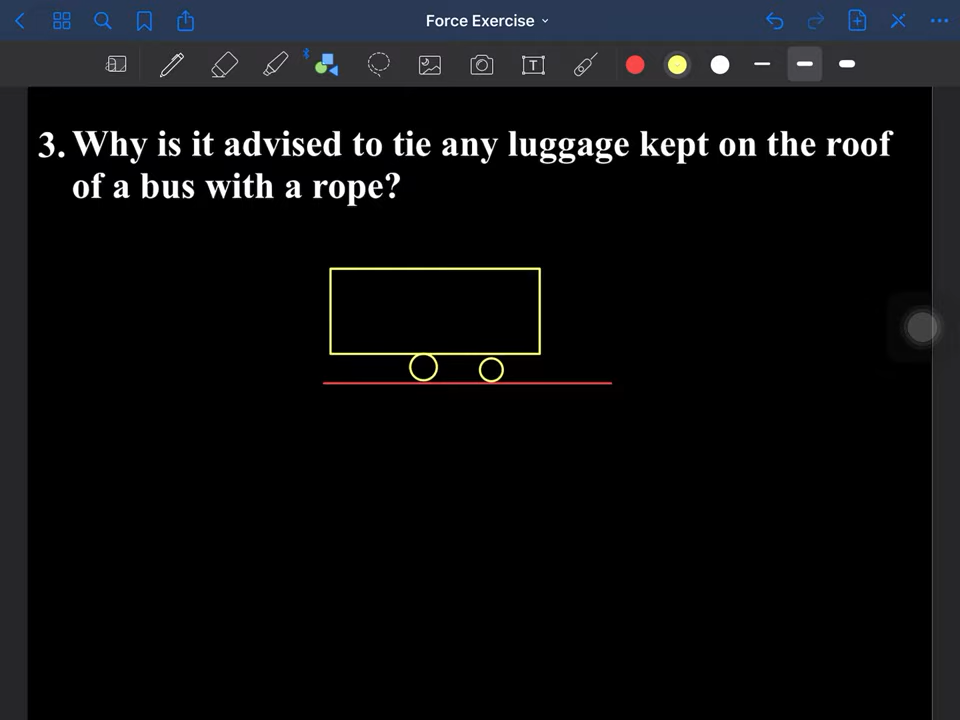 Force Exercise
T
3. Why is it advised to tie any luggage kept on the roof
of a bus with a rope?